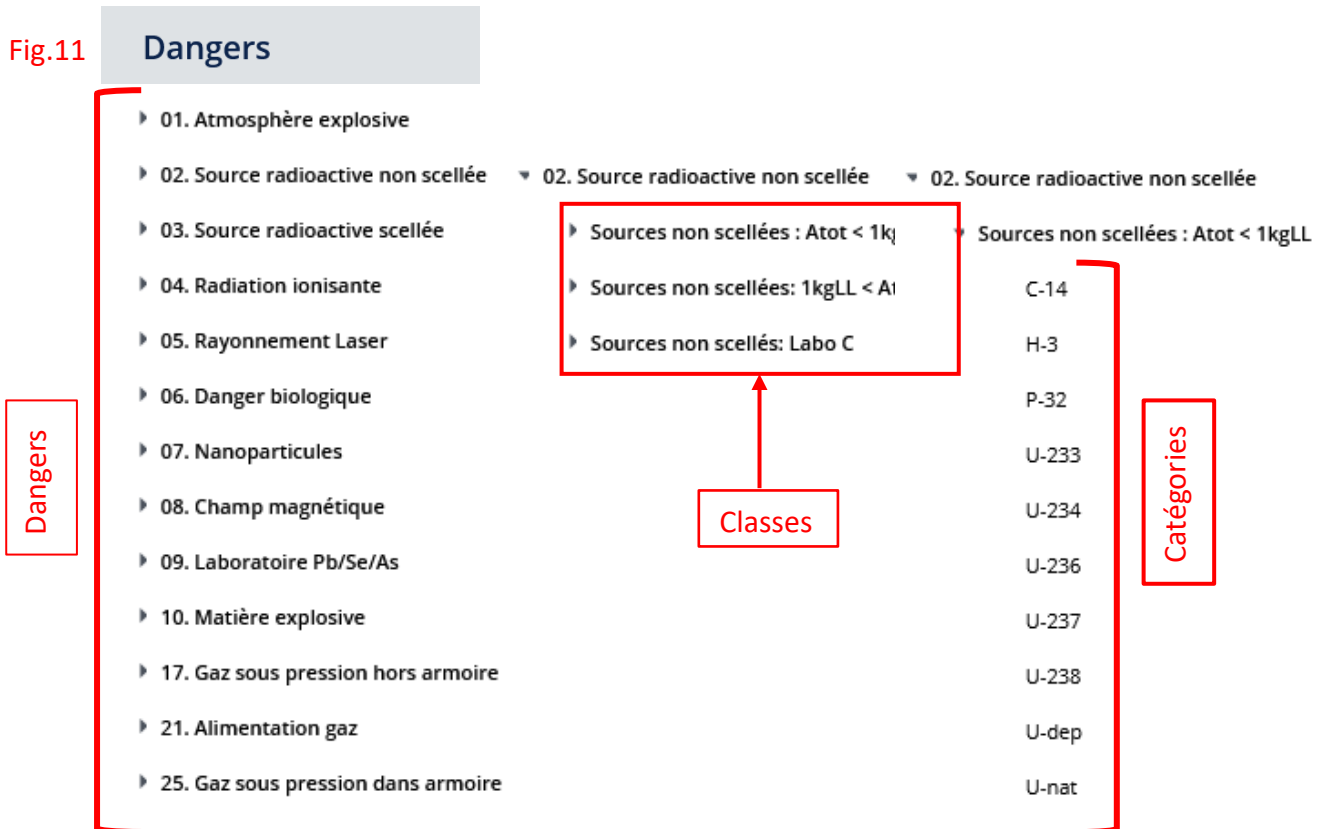 Fig.11
Dangers
01. Atmosphère explosive
02. Source radioactive non scellée
03. Source radioactive scellée
04. Radiation ionisante
05. Rayonnement Laser
06. Danger biologique
07. Nanoparticules
08. Champ magnétique
09. Laboratoire Pb/Se/As
10. Matière explosive
17. Gaz sous pression hors armoire
21. Alimentation gaz
25. Gaz sous pression dans armoire
Dangers
02. Source radioactive non scellée
Sources non scellées : Atot < 1kg
Sources non scellées: 1kgLL < At
Sources non scellés: Labo C
Classes
02. Source radioactive non scellée
Sources non scellées : Atot < 1kgLL
C-14
H-3
P-32
U-233
U-234
U-236
U-237
U-238
U-dep
U-nat
Catégories